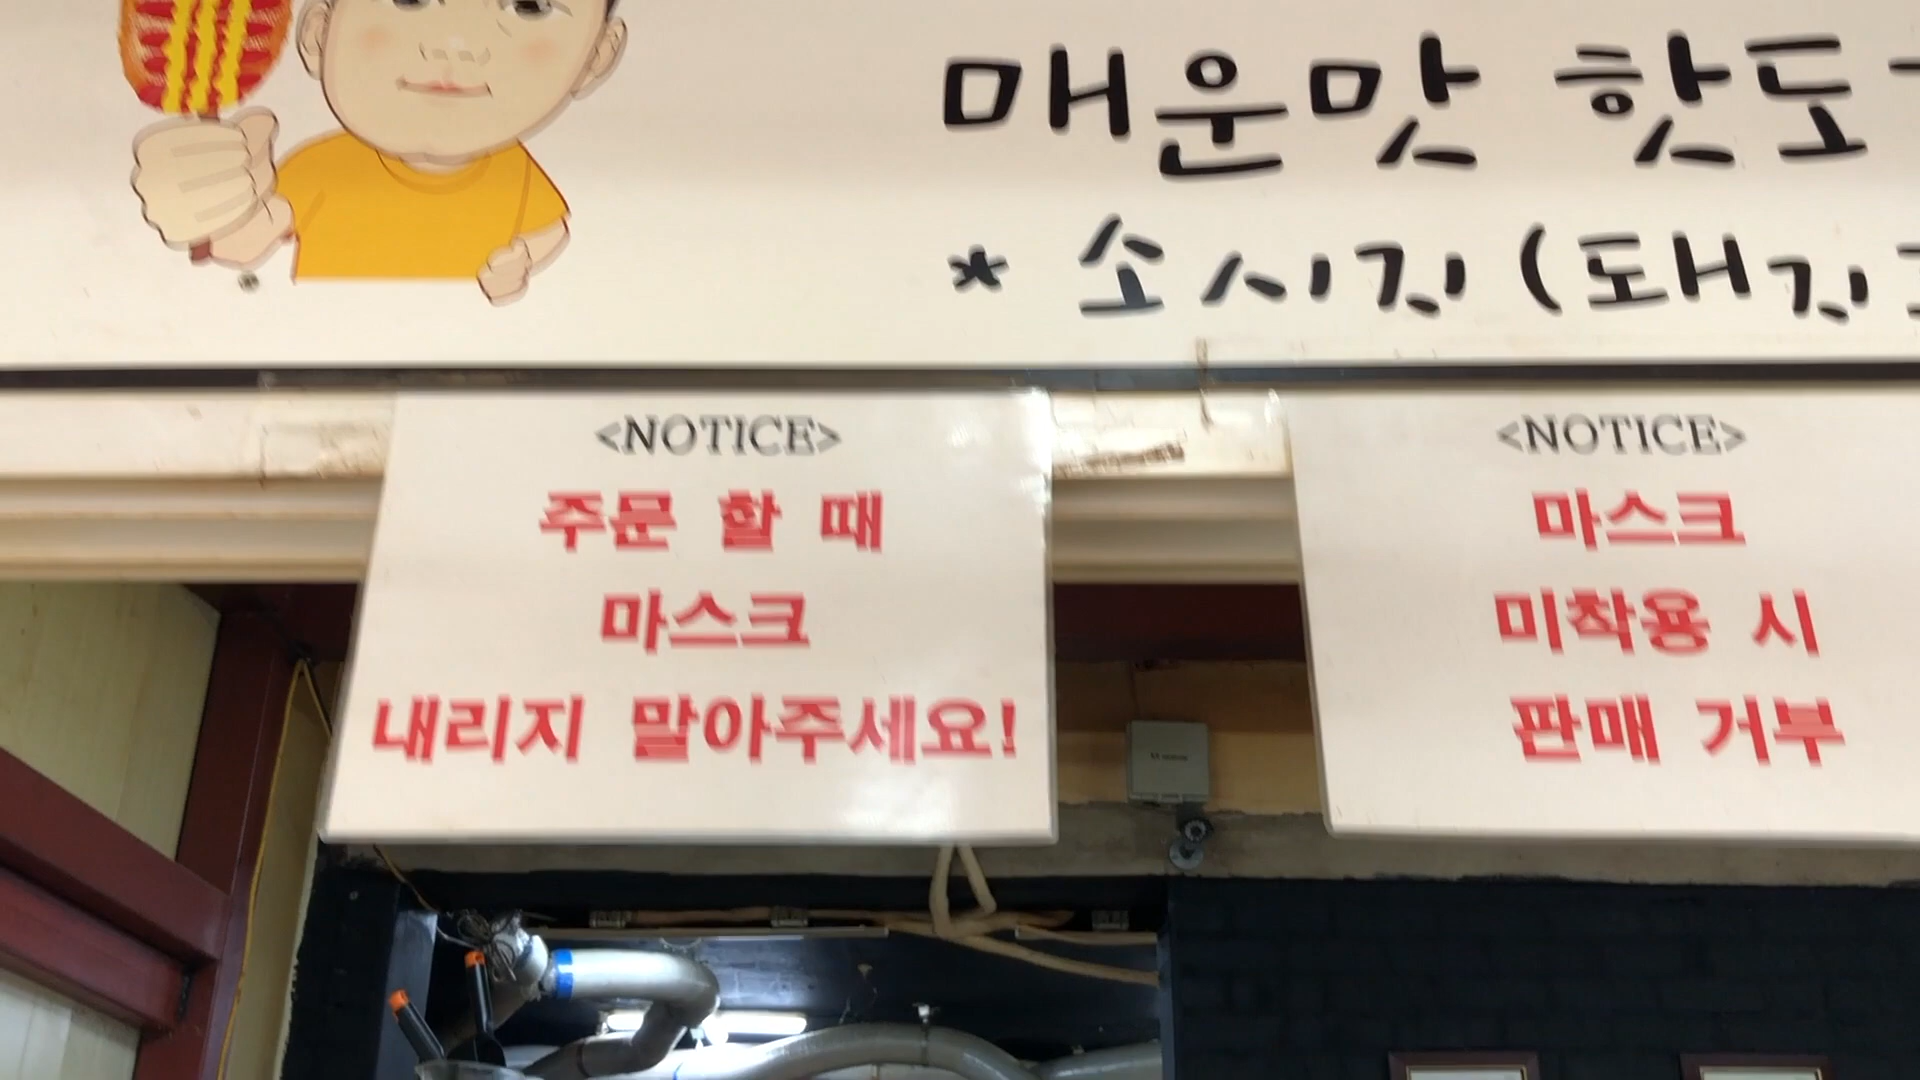 매운맛 핫도
* 소시지 (돼지
<NOTICE>
주문 할 때
마스크
내리지 말아주세요!
<NOTICE>
마스크
미착용 시
판매 거부